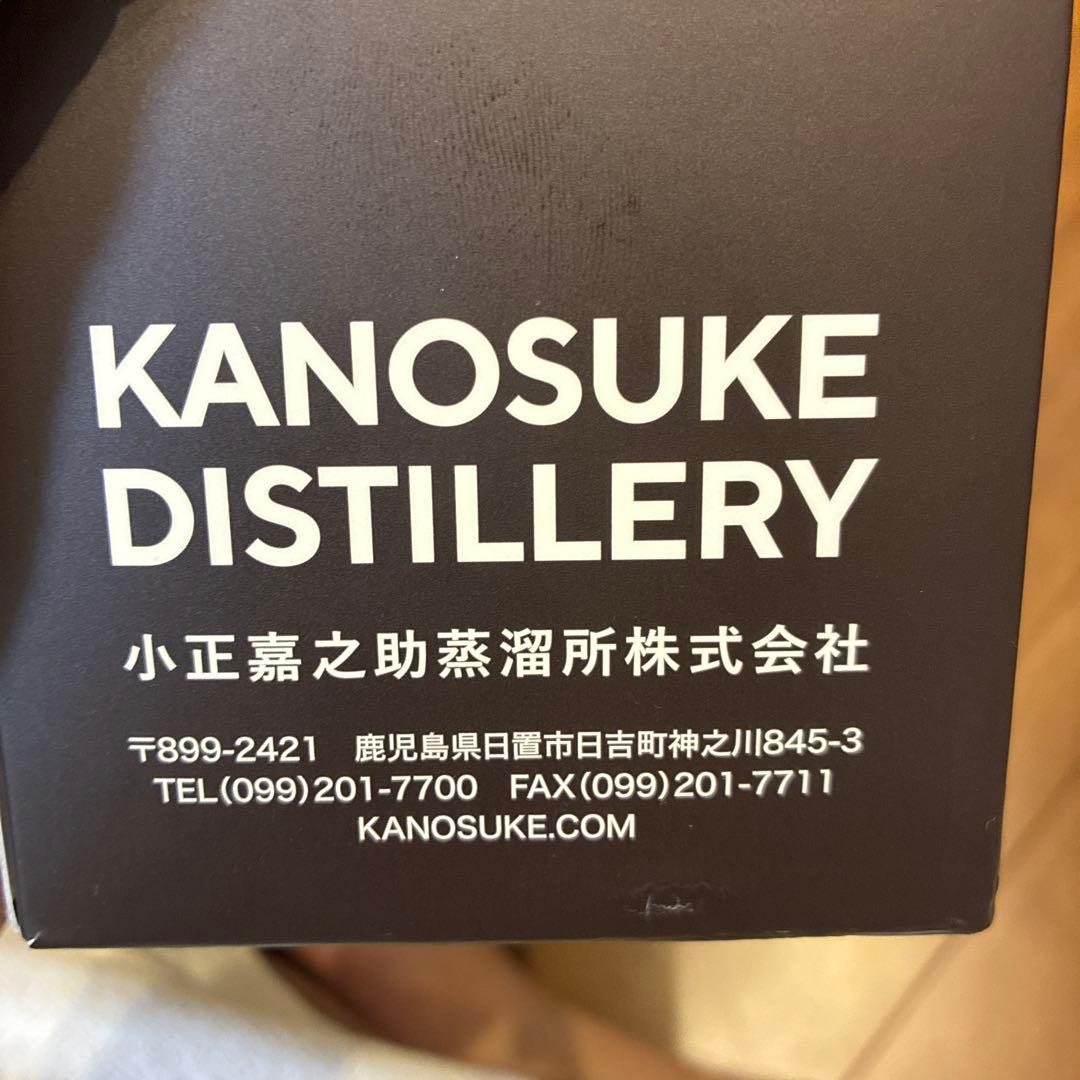 KANOSUKE
DISTILLERY
小正嘉之助蒸溜所株式会社
〒899-2421　鹿児島県日置市日吉町神之川845-3
TEL(099)201-7700　FAX(099)201-7711
KANOSUKE.COM